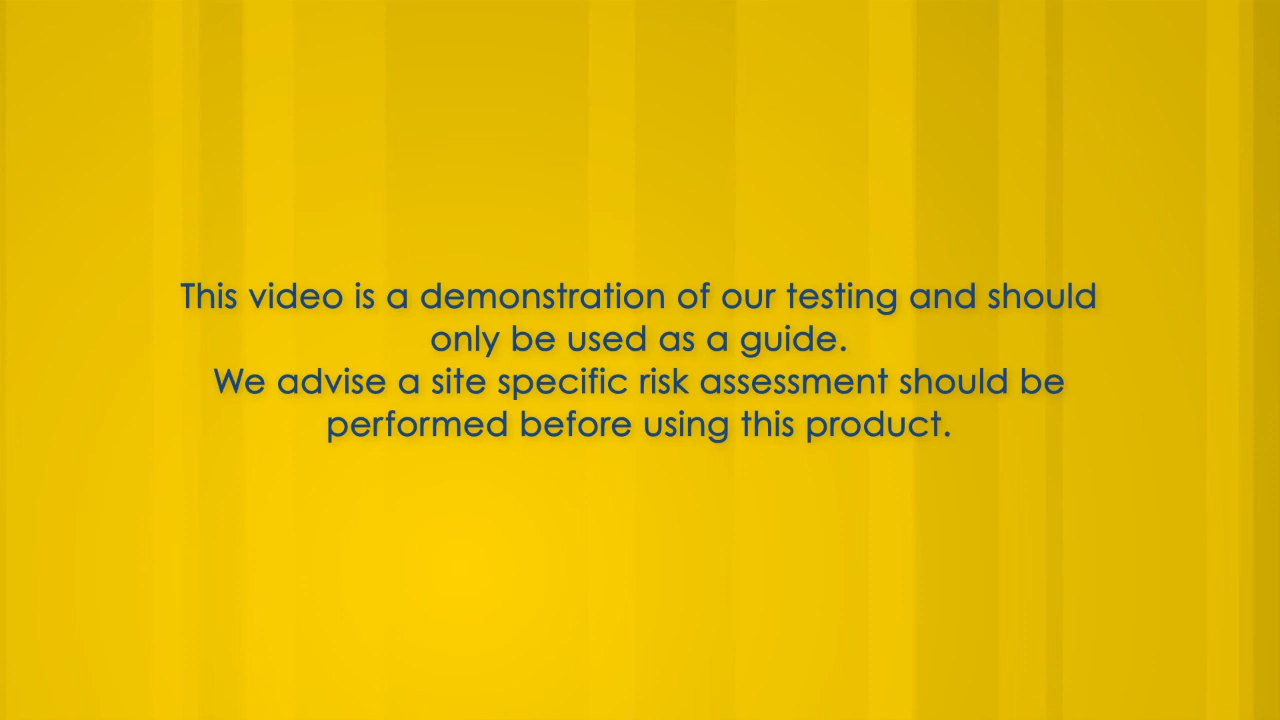 This video is a demonstration of our testing and should
only be used as a guide.
We advise a site specific risk assessment should be
performed before using this product.